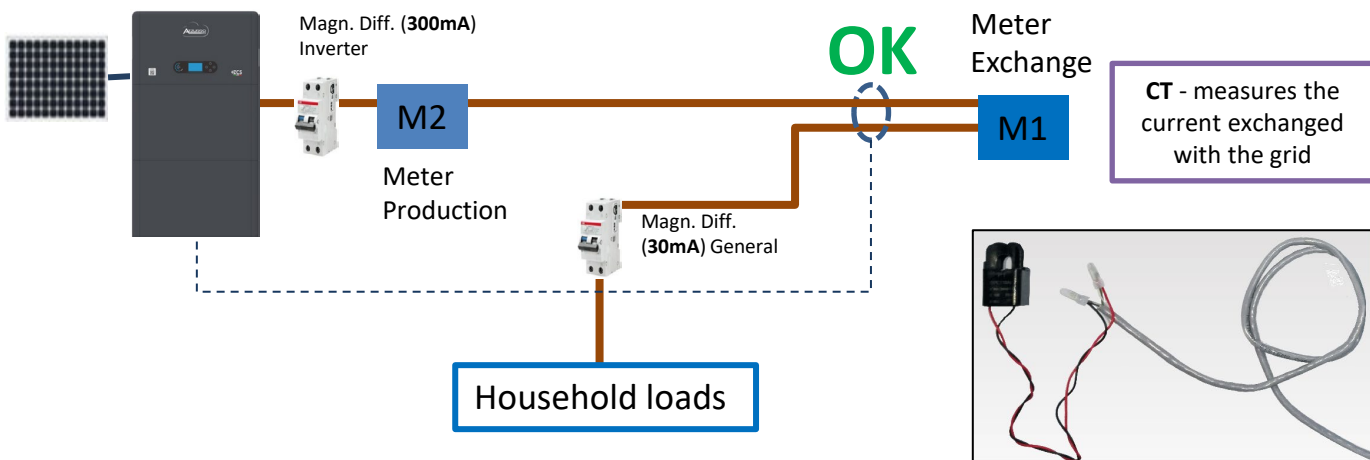 Magn. Diff. (300mA)
Inverter
OK
Meter
Exchange
CT - measures the
current exchanged
with the grid
M2
M1
Meter
Production
Magn. Diff.
(30mA) General
Household loads